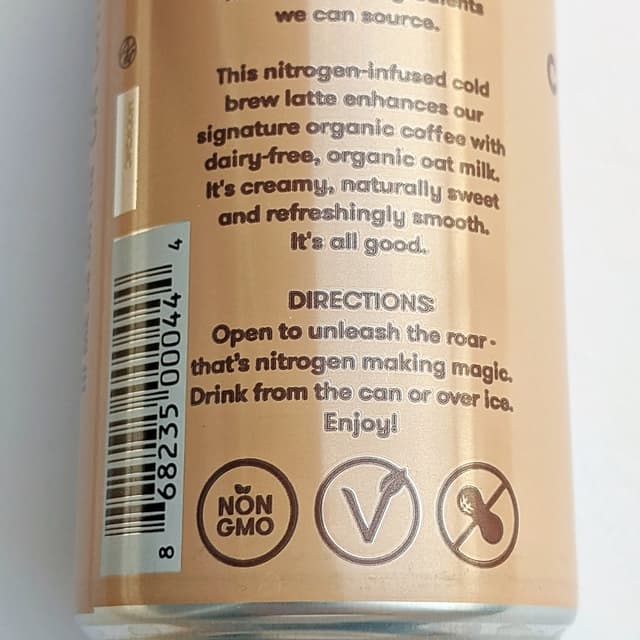 we can source.
This nitrogen-infused cold
brew latte enhances our
signature organic coffee with
dairy-free, organic oat milk.
It's creamy, naturally sweet
and refreshingly smooth.
It's all good.
DIRECTIONS:
Open to unleash the roar -
that's nitrogen making magic.
Drink from the can or over ice.
Enjoy!
8 68235 00044 4
NON
GMO
V